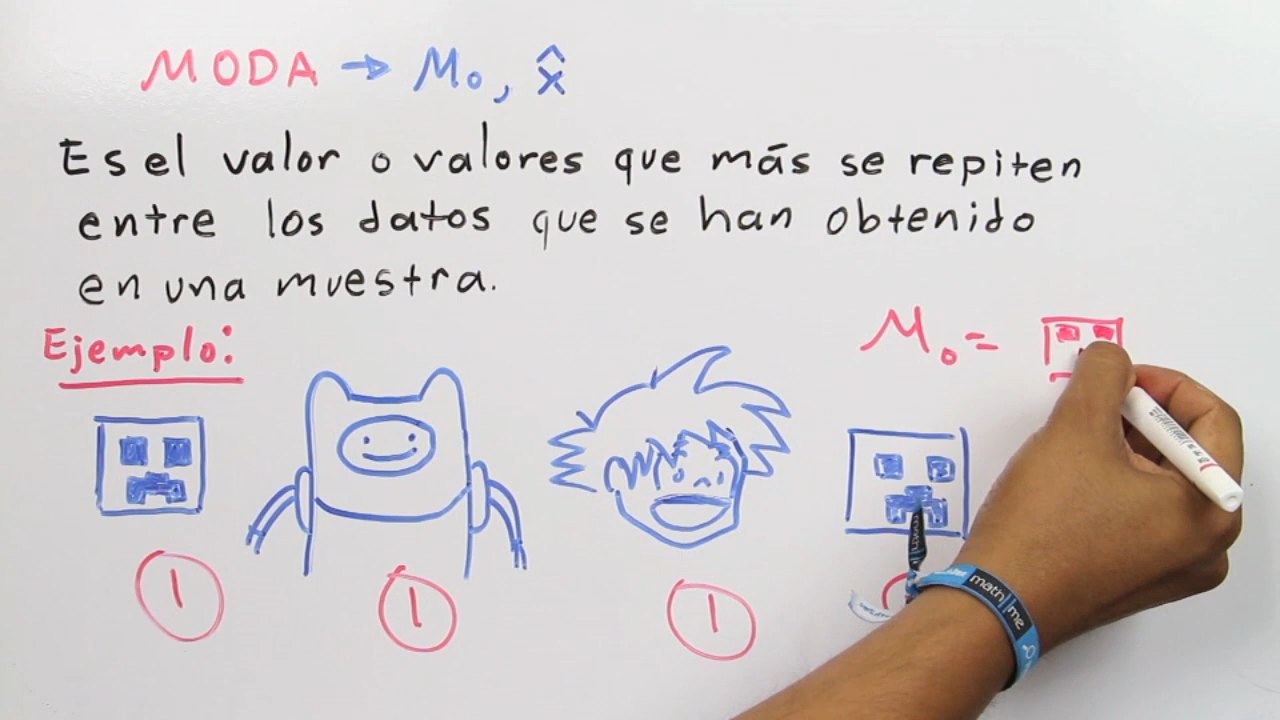 MODA → Mo, x̂
Es el valor o valores que más se repiten
entre los datos que se han obtenido
en una muestra.
Ejemplo:
Mo =
1 1 1
math me